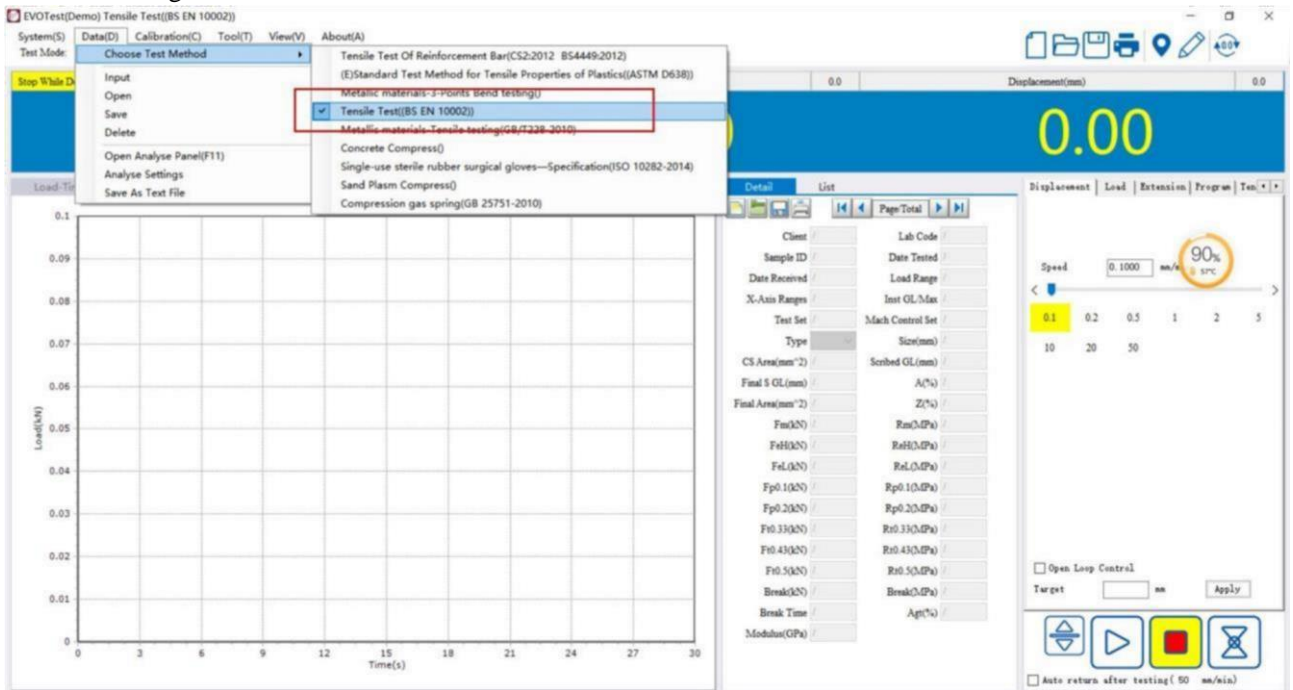 EVOTest(Demo) Tensile Test((BS EN 10002))
System(S) Data(D) Calibration(C) Tool(T) View(V) About(A)
Test Mode:
Choose Test Method
Input
Open
Save
Delete
Open Analyse Panel(F11)
Analyse Settings
Save As Text File
Tensile Test Of Reinforcement Bar(CS2:2012 BS4449:2012)
(E)Standard Test Method for Tensile Properties of Plastics((ASTM D638))
Metallic materials-3-Points Bend testing()
Tensile Test((BS EN 10002))
Metallic materials-Tensile testing(GB/T228-2010)
Concrete Compress()
Single-use sterile rubber surgical gloves—Specification(ISO 10282-2014)
Sand Plasm Compress()
Compression gas spring(GB 25751-2010)
Stop While
0.0 Displacement(mm) 0.0
0.00
Load-Ti
0.1
0.09
0.08
0.07
0.06
0.05
0.04
0.03
0.02
0.01
0
Load(kN)
0 3 6 9 12 15 18 21 24 27 30
Time(s)
Detail List
Page/Total
Client / Lab Code /
Sample ID / Date Tested /
Date Received / Load Range /
X-Axis Ranges / Inst GL/Max /
Test Set / Mach Control Set /
Type Size(mm) /
CS Area(mm^2) / Scribed GL(mm) /
Final S GL(mm) / A(%) /
Final Area(mm^2) / Z(%) /
Fm(kN) / Rm(MPa) /
FeH(kN) / ReH(MPa) /
FeL(kN) / ReL(MPa) /
Fp0.1(kN) / Rp0.1(MPa) /
Fp0.2(kN) / Rp0.2(MPa) /
Ft0.33(kN) / Rt0.33(MPa) /
Ft0.43(kN) / Rt0.43(MPa) /
Ft0.5(kN) / Rt0.5(MPa) /
Break(kN) / Break(MPa) /
Break Time / Agt(%) /
Modulus(GPa) /
Displacement Load Extension Program Ten
Speed 0.1000 mm/
90%
57°C
0.1 0.2 0.5 1 2 5
10 20 50
Open Loop Control
Target mm Apply
Auto return after testing( 50 mm/min)